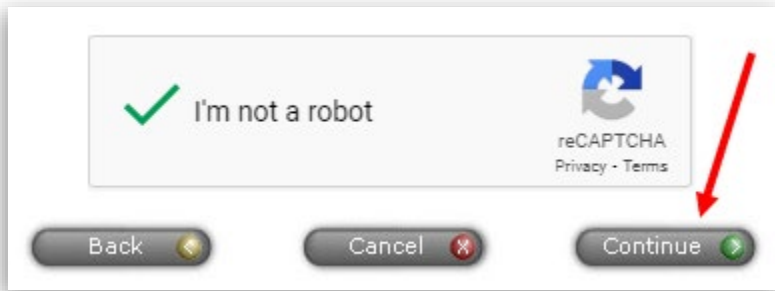 I'm not a robot
reCAPTCHA
Privacy - Terms
Back
Cancel
Continue